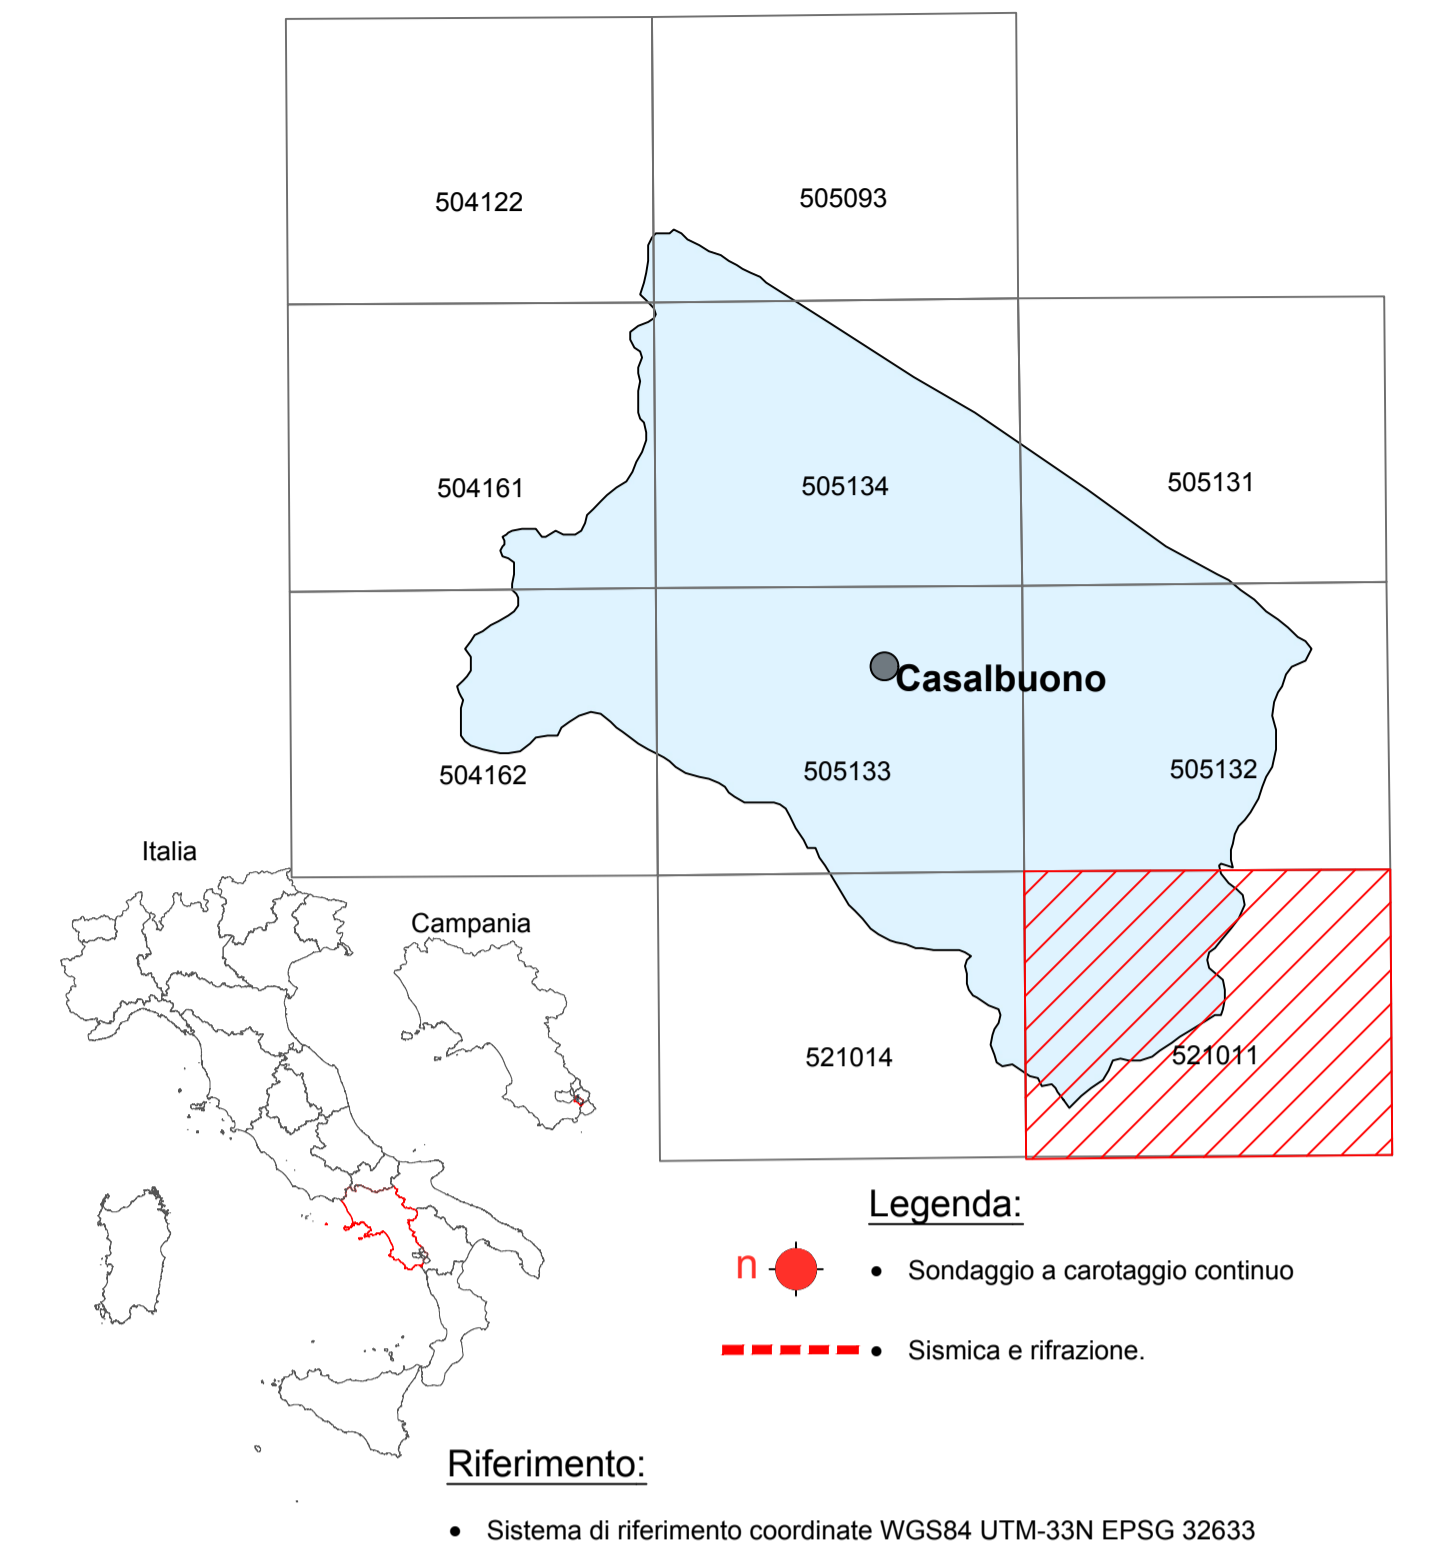 504122
505093
504161
505134
505131
Casalbuono
504162
505133
505132
Italia
Campania
521014
521011
Legenda:
n • Sondaggio a carotaggio continuo
• Sismica e rifrazione.
Riferimento:
• Sistema di riferimento coordinate WGS84 UTM-33N EPSG 32633